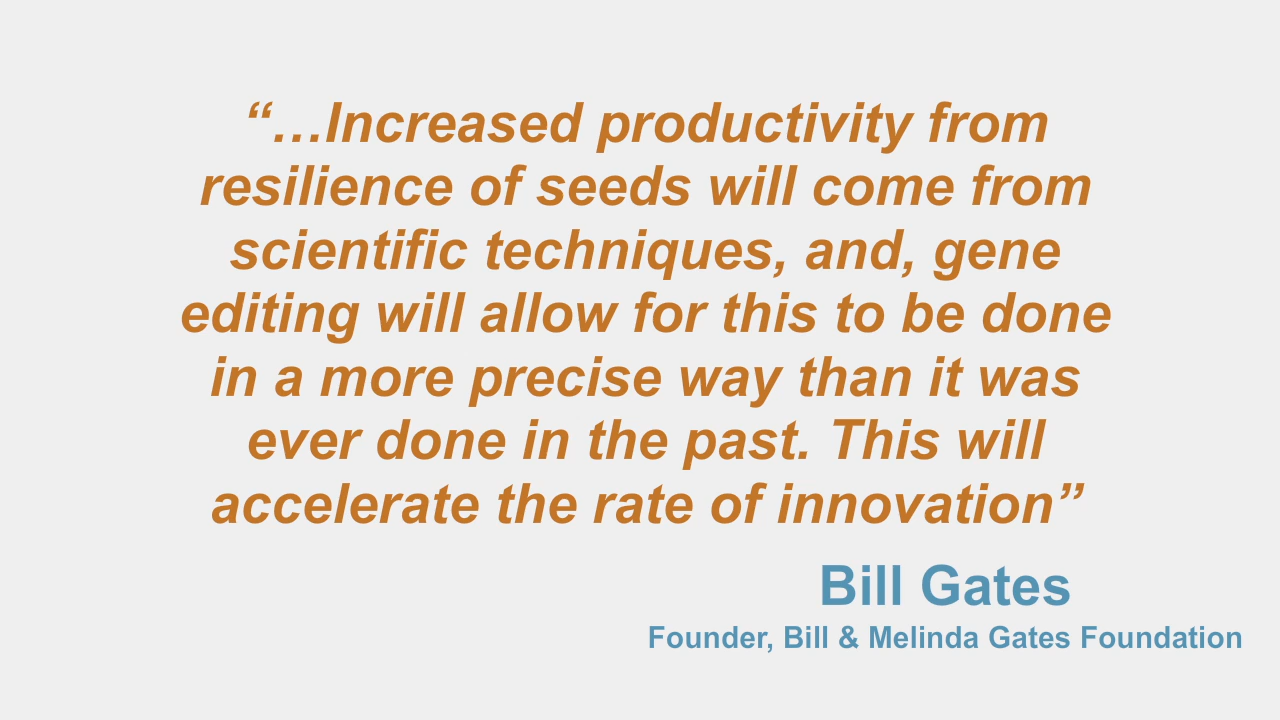 “…Increased productivity from
resilience of seeds will come from
scientific techniques, and, gene
editing will allow for this to be done
in a more precise way than it was
ever done in the past. This will
accelerate the rate of innovation”
Bill Gates
Founder, Bill & Melinda Gates Foundation